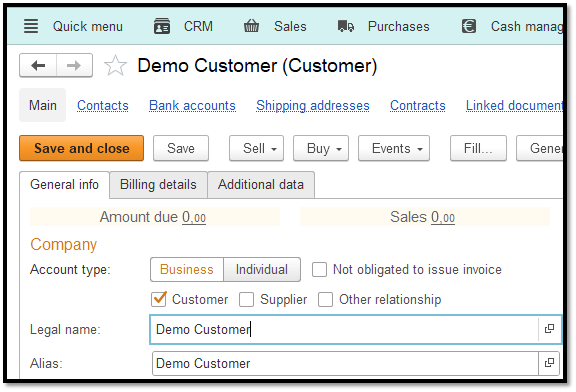 Quick menu CRM Sales Purchases Cash manag
Demo Customer (Customer)
Main Contacts Bank accounts Shipping addresses Contracts Linked document
Save and close Save Sell Buy Events Fill... Gene
General info Billing details Additional data
Amount due 0,00 Sales 0,00
Company
Account type: Business Individual Not obligated to issue invoice
Customer Supplier Other relationship
Legal name: Demo Customer
Alias: Demo Customer